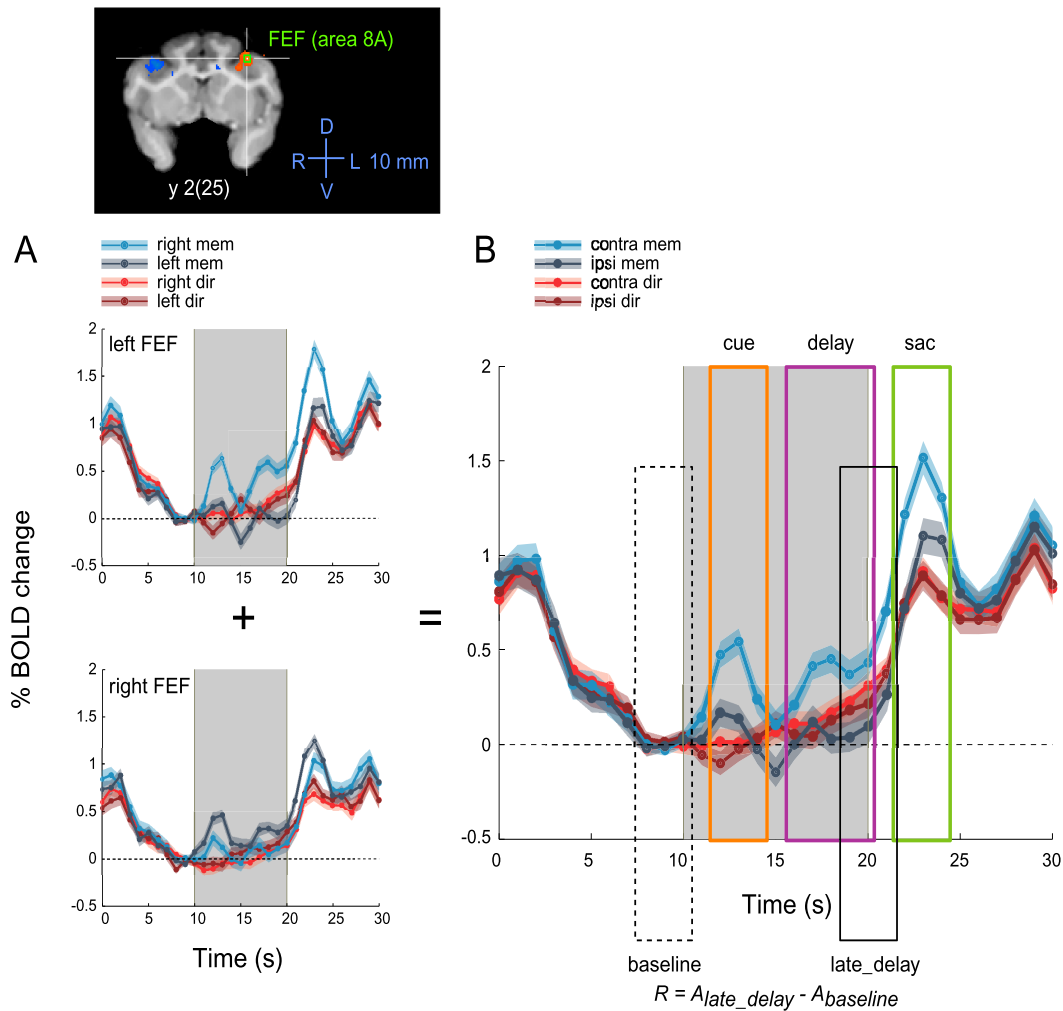 FEF (area 8A)
D
R L 10 mm
V
y 2(25)
A
right mem
left mem
right dir
left dir
B
contra mem
ipsi mem
contra dir
ipsi dir
% BOLD change
left FEF
2
1.5
1
0.5
0
-0.5
0 5 10 15 20 25 30
+
=
right FEF
2
1.5
1
0.5
0
-0.5
0 5 10 15 20 25 30
Time (s)
cue delay sac
2
1.5
1
0.5
0
-0.5
0 5 10 15 20 25 30
Time (s)
baseline late_delay
R = Alate_delay - Abaseline